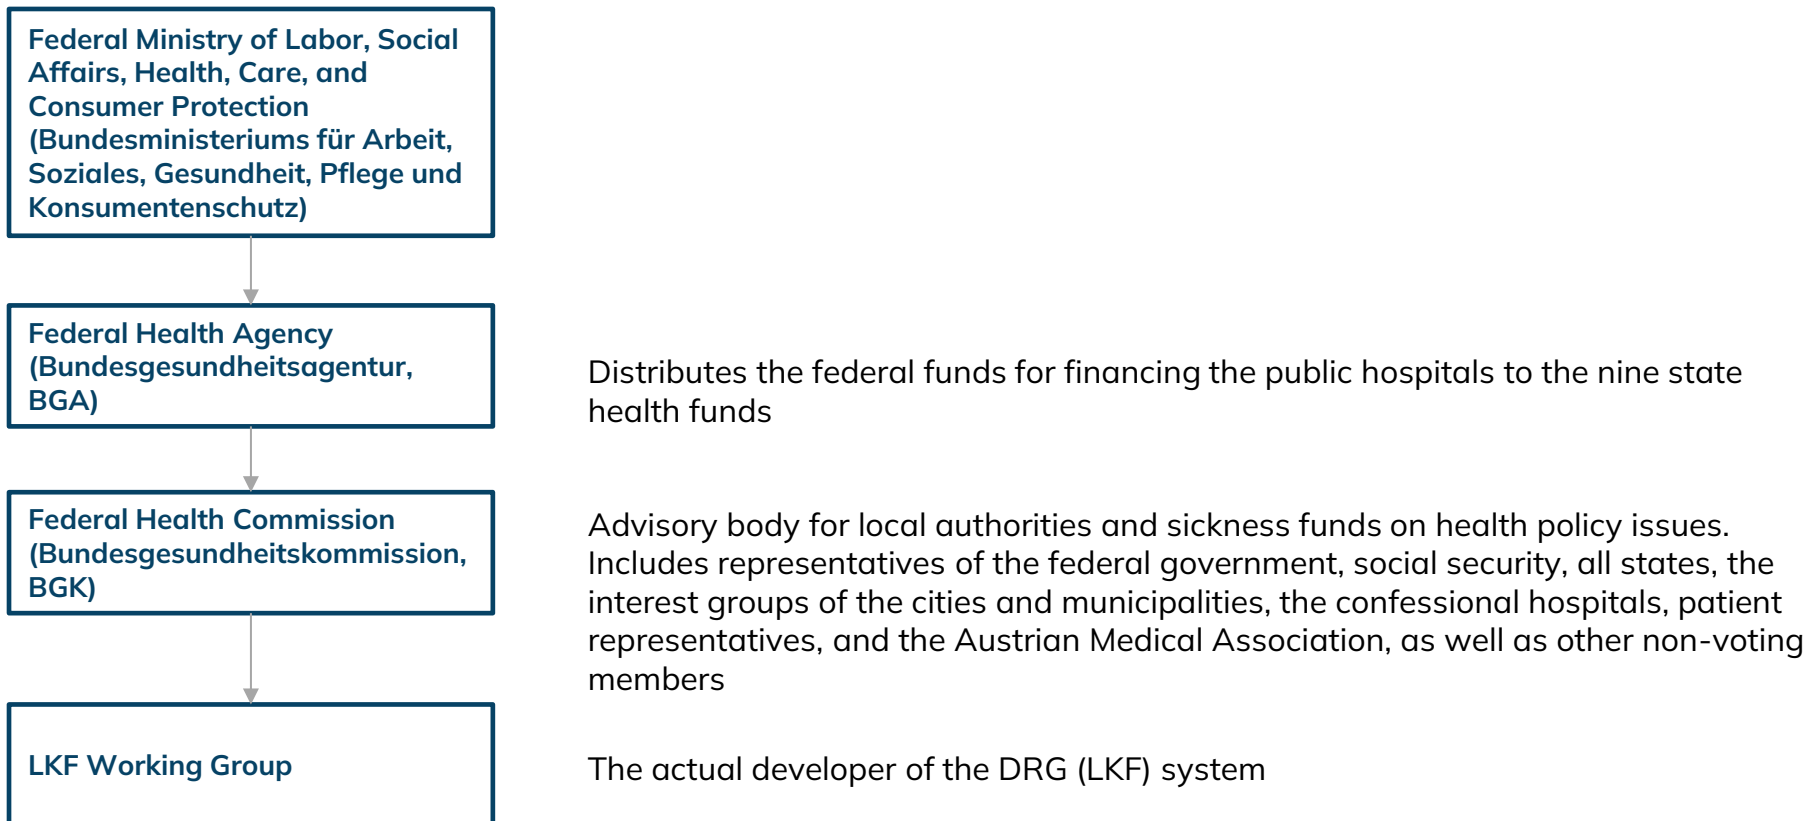 Federal Ministry of Labor, Social
Affairs, Health, Care, and
Consumer Protection
(Bundesministeriums für Arbeit,
Soziales, Gesundheit, Pflege und
Konsumentenschutz)
Federal Health Agency
(Bundesgesundheitsagentur,
BGA)
Distributes the federal funds for financing the public hospitals to the nine state
health funds
Federal Health Commission
(Bundesgesundheitskommission,
BGK)
Advisory body for local authorities and sickness funds on health policy issues.
Includes representatives of the federal government, social security, all states, the
interest groups of the cities and municipalities, the confessional hospitals, patient
representatives, and the Austrian Medical Association, as well as other non-voting
members
LKF Working Group
The actual developer of the DRG (LKF) system